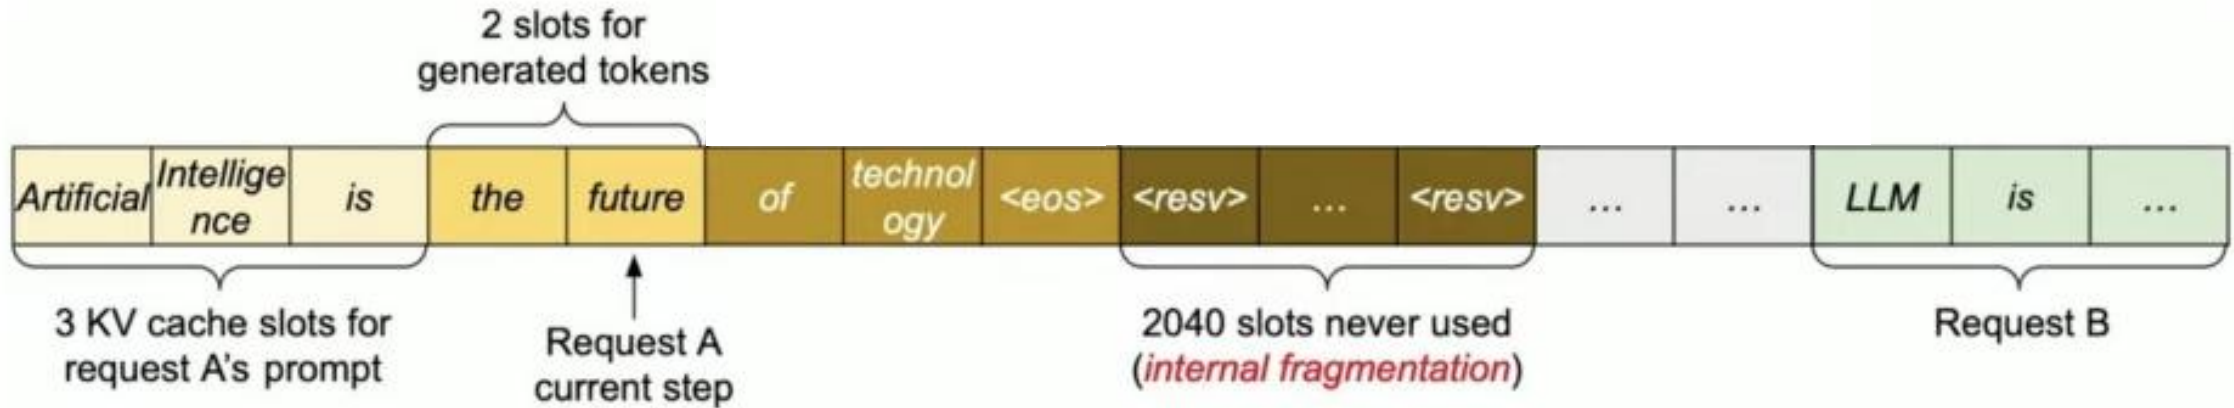 2 slots for
generated tokens
Artificial
Intellige
nce
is
the
future
of
technol
ogy
<eos>
<resv>
...
<resv>
...
...
LLM
is
...
3 KV cache slots for
request A's prompt
Request A
current step
2040 slots never used
(internal fragmentation)
Request B